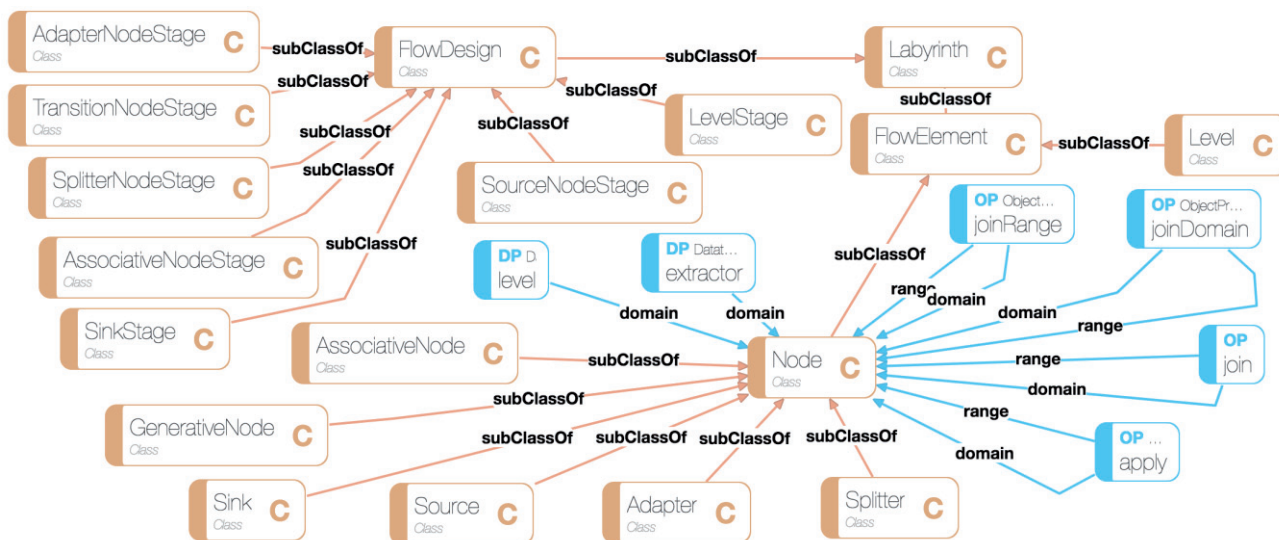 AdapterNodeStage
Class
C
subClassOf
FlowDesign
Class
C
subClassOf
Labyrinth
Class
C
TransitionNodeStage
Class
C
subClassOf
subClassOf
LevelStage
Class
C
subClassOf
FlowElement
Class
C
subClassOf
Level
Class
C
SplitterNodeStage
Class
C
subClassOf
subClassOf
subClassOf
SourceNodeStage
Class
C
AssociativeNodeStage
Class
C
subClassOf
DP D.
level
DP Datat...
extractor
subClassOf
OP Object...
joinRange
OP ObjectPr...
joinDomain
SinkStage
Class
C
domain
domain
range
domain
domain
range
AssociativeNode
Class
C
subClassOf
Node
Class
C
range
domain
OP
join
GenerativeNode
Class
C
subClassOf
subClassOf
subClassOf
subClassOf
subClassOf
range
domain
OP ...
apply
Sink
Class
C
Source
Class
C
Adapter
Class
C
Splitter
Class
C